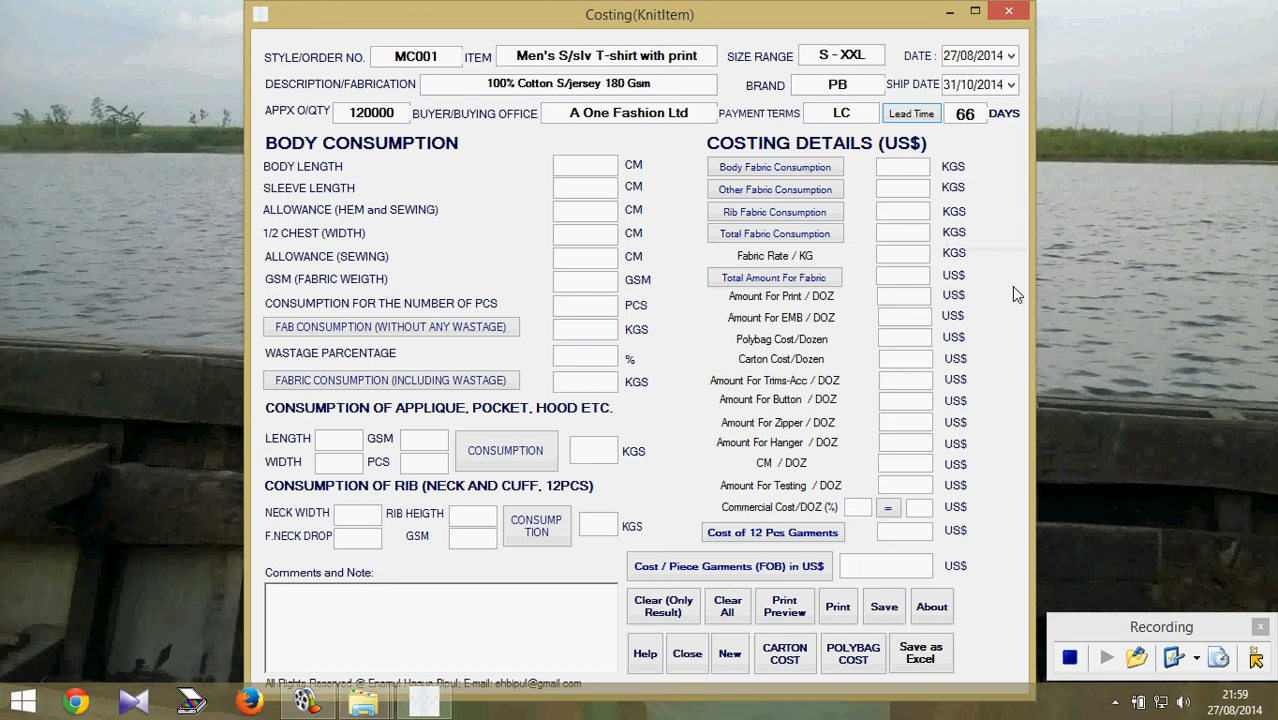 Costing(KnitItem)
STYLE/ORDER NO. MC001 ITEM Men's S/slv T-shirt with print SIZE RANGE S - XXL DATE : 27/08/2014
DESCRIPTION/FABRICATION 100% Cotton S/jersey 180 Gsm BRAND PB SHIP DATE 31/10/2014
APPX O/QTY 120000 BUYER/BUYING OFFICE A One Fashion Ltd PAYMENT TERMS LC Lead Time 66 DAYS
BODY CONSUMPTION
BODY LENGTH CM
SLEEVE LENGTH CM
ALLOWANCE (HEM and SEWING) CM
1/2 CHEST (WIDTH) CM
ALLOWANCE (SEWING) CM
GSM (FABRIC WEIGTH) GSM
CONSUMPTION FOR THE NUMBER OF PCS PCS
FAB CONSUMPTION (WITHOUT ANY WASTAGE) KGS
WASTAGE PARCENTAGE %
FABRIC CONSUMPTION (INCLUDING WASTAGE) KGS
CONSUMPTION OF APPLIQUE, POCKET, HOOD ETC.
LENGTH GSM
CONSUMPTION KGS
WIDTH PCS
CONSUMPTION OF RIB (NECK AND CUFF, 12PCS)
NECK WIDTH RIB HEIGTH
CONSUMP
TION KGS
F.NECK DROP GSM
Comments and Note:
COSTING DETAILS (US$)
Body Fabric Consumption KGS
Other Fabric Consumption KGS
Rib Fabric Consumption KGS
Total Fabric Consumption KGS
Fabric Rate / KG KGS
Total Amount For Fabric US$
Amount For Print / DOZ US$
Amount For EMB / DOZ US$
Polybag Cost/Dozen US$
Carton Cost/Dozen US$
Amount For Trims-Acc / DOZ US$
Amount For Button / DOZ US$
Amount For Zipper / DOZ US$
Amount For Hanger / DOZ US$
CM / DOZ US$
Amount For Testing / DOZ US$
Commercial Cost/DOZ (%) = US$
Cost of 12 Pcs Garments US$
Cost / Piece Garments (FOB) in US$ US$
Clear (Only
Result)
Clear
All
Print
Preview
Print
Save
About
Help
Close
New
CARTON
COST
POLYBAG
COST
Save as
Excel
All Rights Reserved @ Enamul Haque Bipul; E-mail: ehbipul@gmail.com
Recording
21:59
27/08/2014